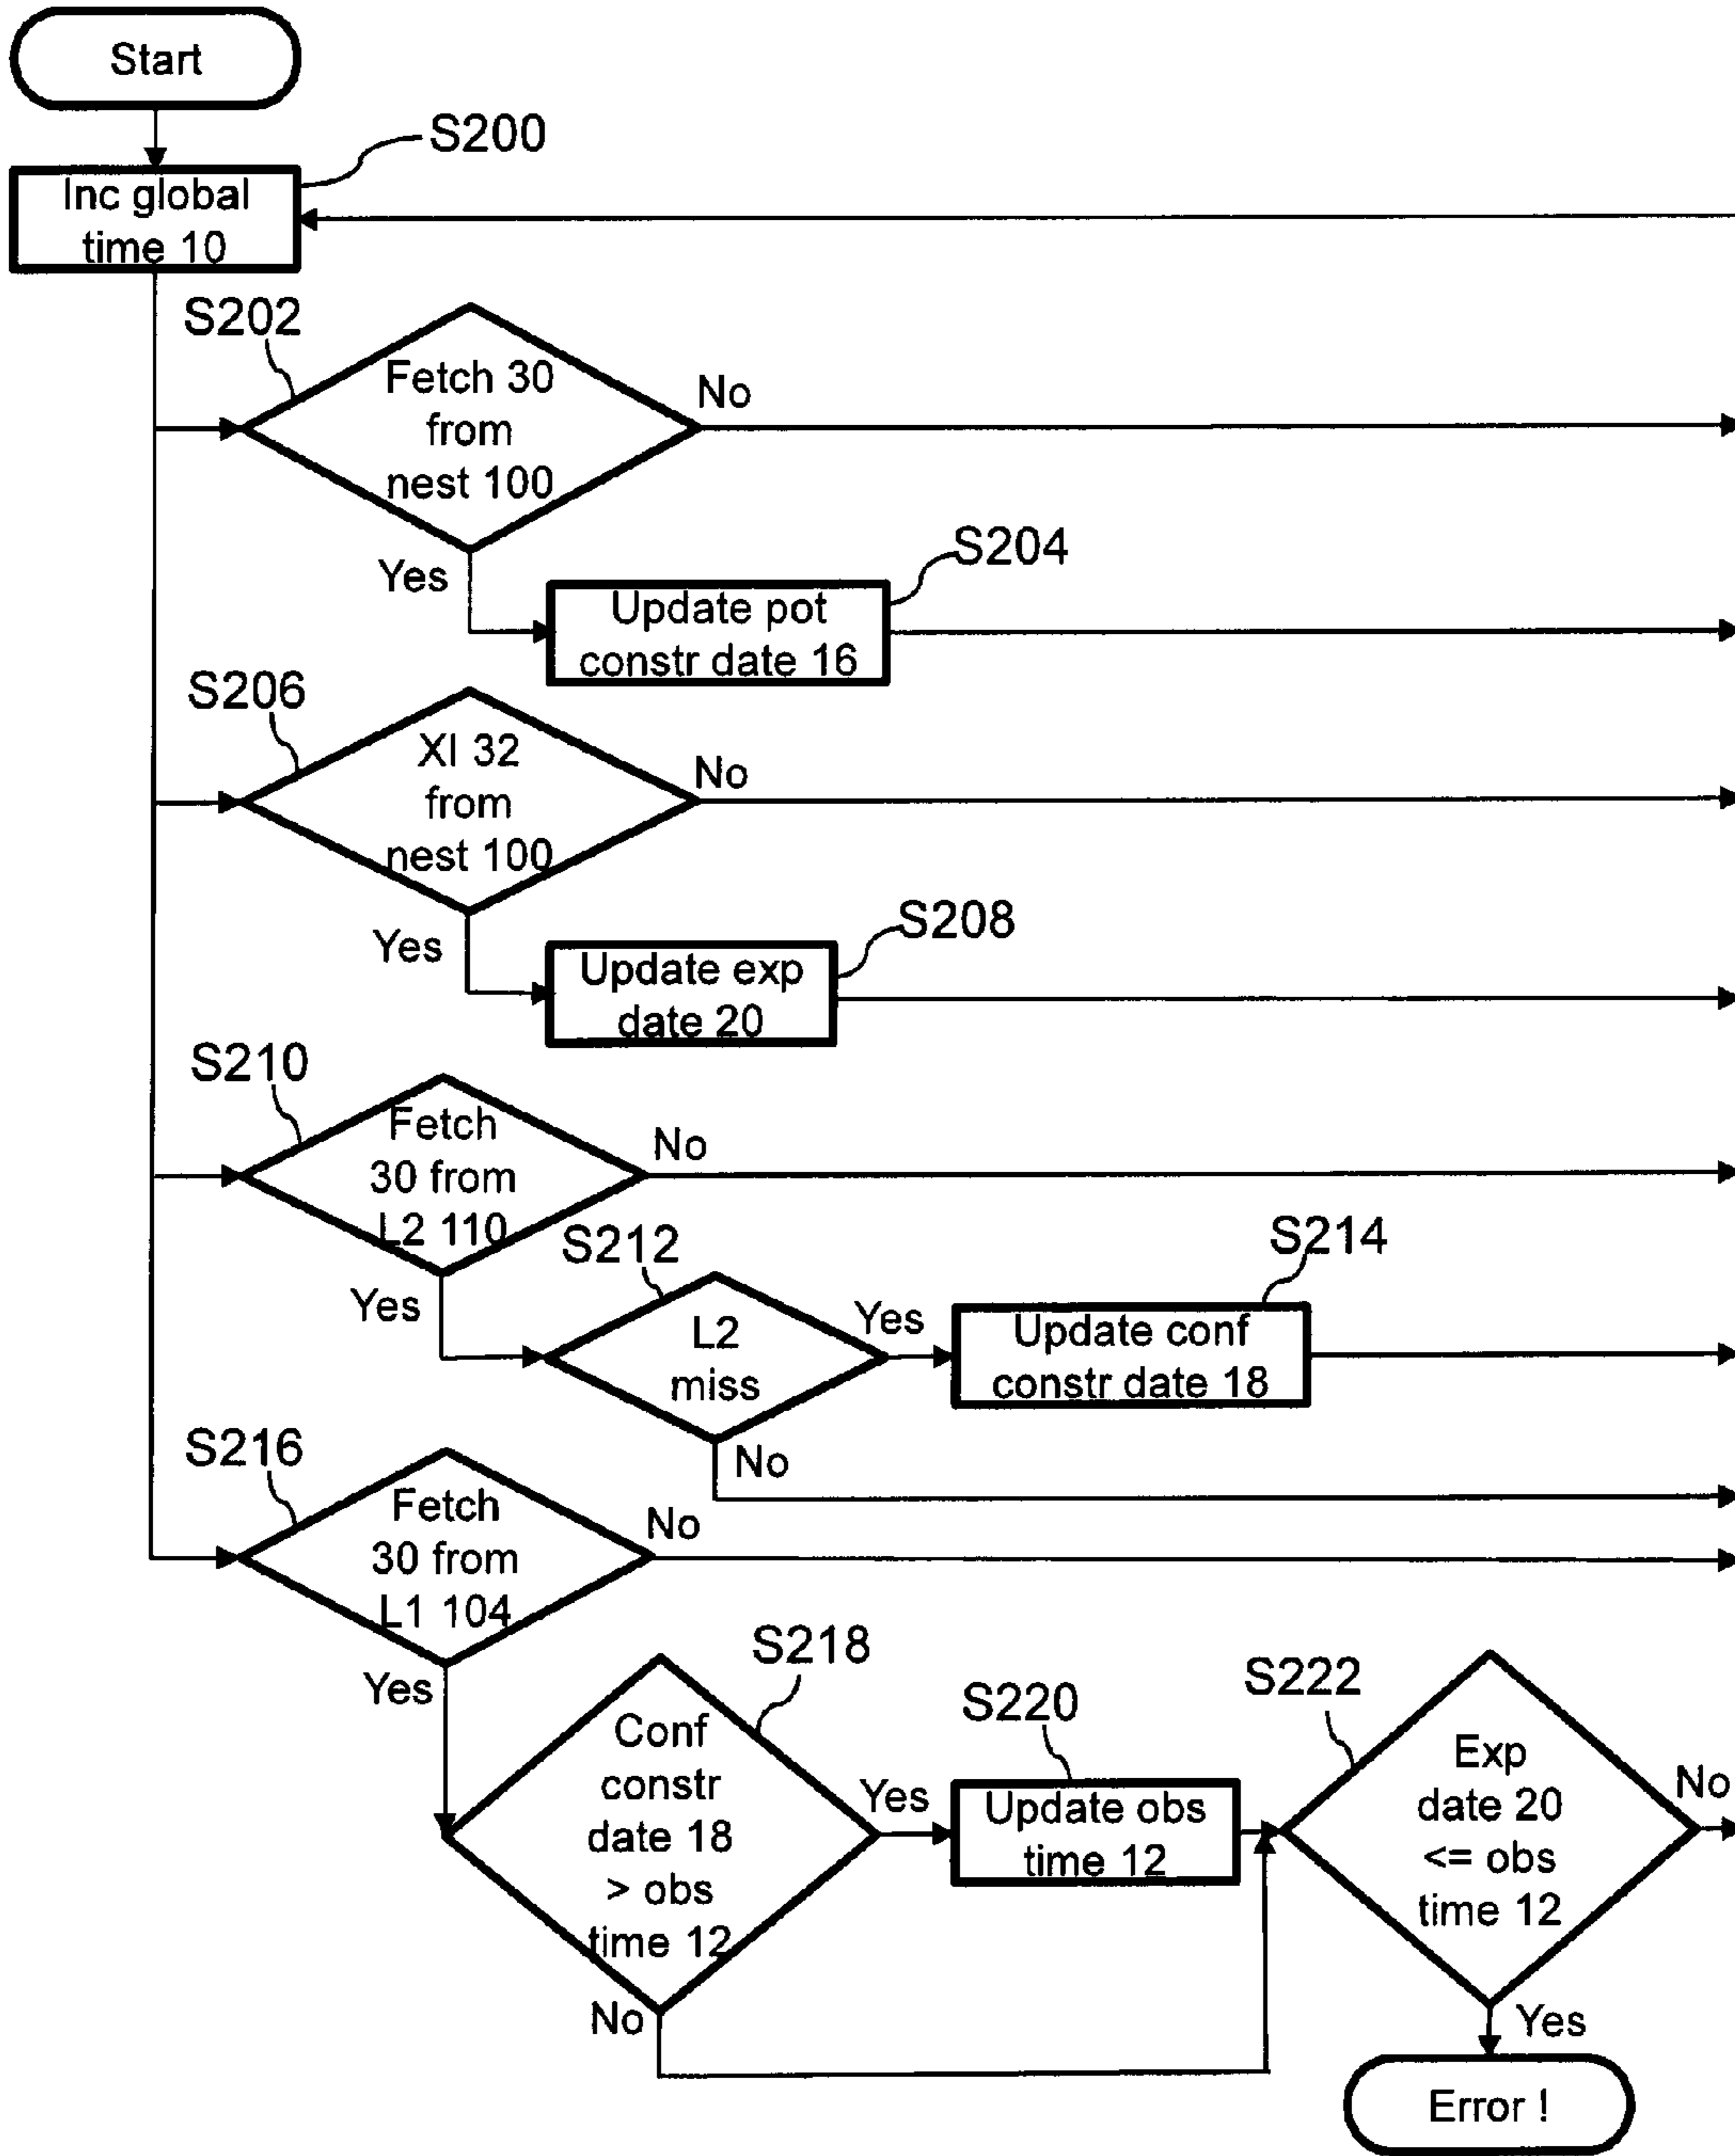 Start
S200
Inc global
time 10
S202
Fetch 30
from
nest 100
No
Yes
S204
Update pot
constr date 16
S206
XI 32
from
nest 100
No
Yes
S208
Update exp
date 20
S210
Fetch
30 from
L2 110
No
Yes
S212
L2
miss
Yes
No
S214
Update conf
constr date 18
S216
Fetch
30 from
L1 104
No
Yes
S218
Conf
constr
date 18
> obs
time 12
Yes
No
S220
Update obs
time 12
S222
Exp
date 20
<= obs
time 12
No
Yes
Error !